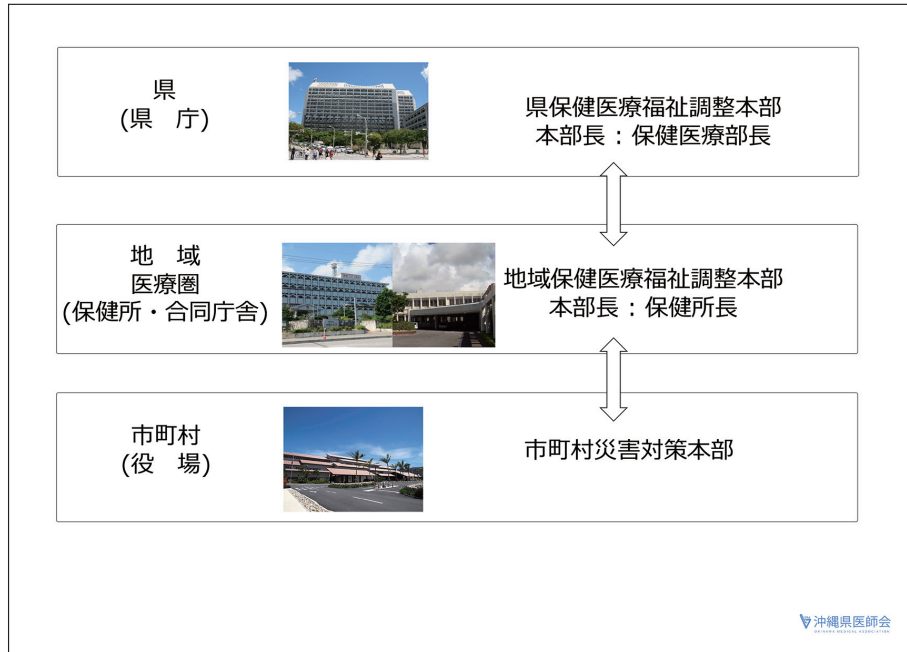 県
(県　庁)
県保健医療福祉調整本部
本部長：保健医療部長
地　域
医療圏
(保健所・合同庁舎)
地域保健医療福祉調整本部
本部長：保健所長
市町村
(役　場)
市町村災害対策本部
沖縄県医師会
OKINAWA MEDICAL ASSOCIATION